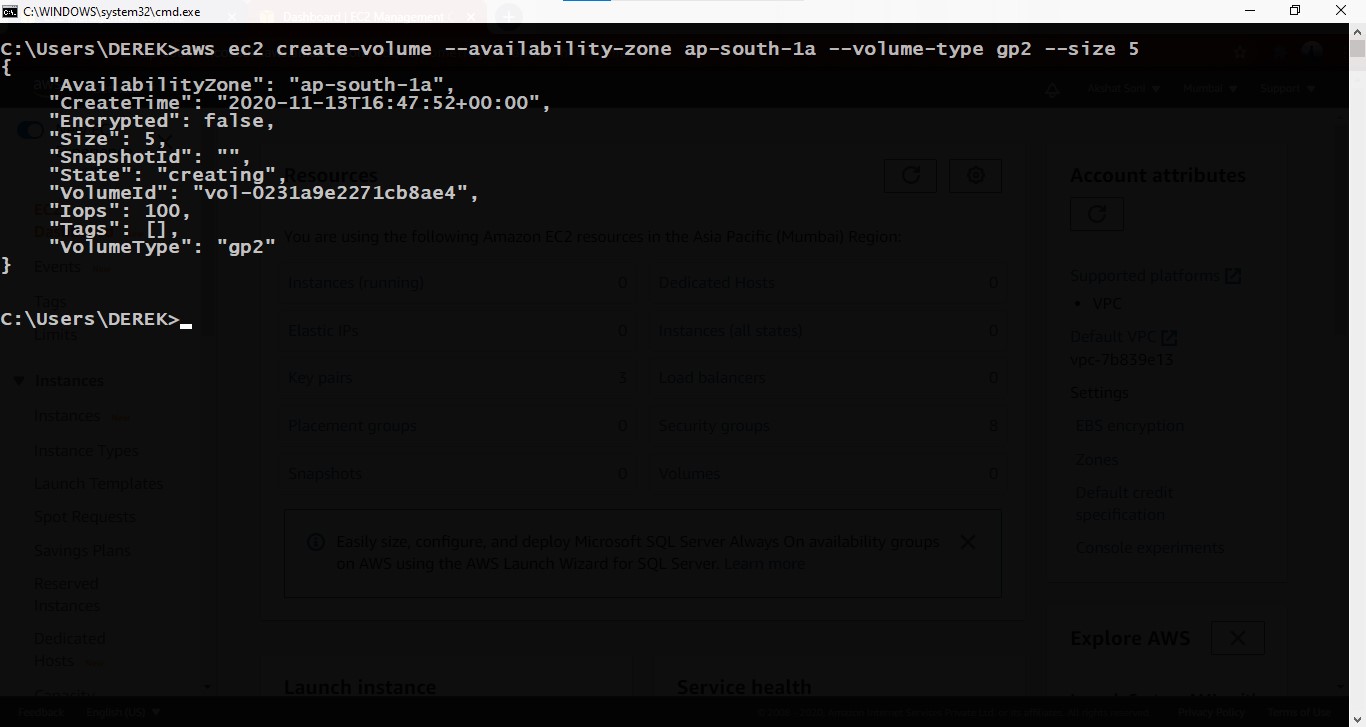 C:\WINDOWS\system32\cmd.exe
C:\Users\DEREK>aws ec2 create-volume --availability-zone ap-south-1a --volume-type gp2 --size 5
{
    "AvailabilityZone": "ap-south-1a",
    "CreateTime": "2020-11-13T16:47:52+00:00",
    "Encrypted": false,
    "Size": 5,
    "SnapshotId": "",
    "State": "creating",
    "VolumeId": "vol-0231a9e2271cb8ae4",
    "Iops": 100,
    "Tags": [],
    "VolumeType": "gp2"
}
C:\Users\DEREK>
Resources
You are using the following Amazon EC2 resources in the Asia Pacific (Mumbai) Region:
Instances (running) 0 Dedicated Hosts 0
Elastic IPs 0 Instances (all states) 0
Key pairs 3 Load balancers 0
Placement groups 0 Security groups 8
Snapshots 0 Volumes 0
Easily size, configure, and deploy Microsoft SQL Server Always On availability groups
on AWS using the AWS Launch Wizard for SQL Server. Learn more
Launch instance
Service health
Events
Tags
Limits
Instances
Instances
Instance Types
Launch Templates
Spot Requests
Savings Plans
Reserved
Instances
Dedicated
Hosts
Capacity
Account attributes
Supported platforms
• VPC
Default VPC
vpc-7b839e13
Settings
EBS encryption
Zones
Default credit
specification
Console experiments
Explore AWS
Feedback English (US)
Privacy Policy Terms of Use